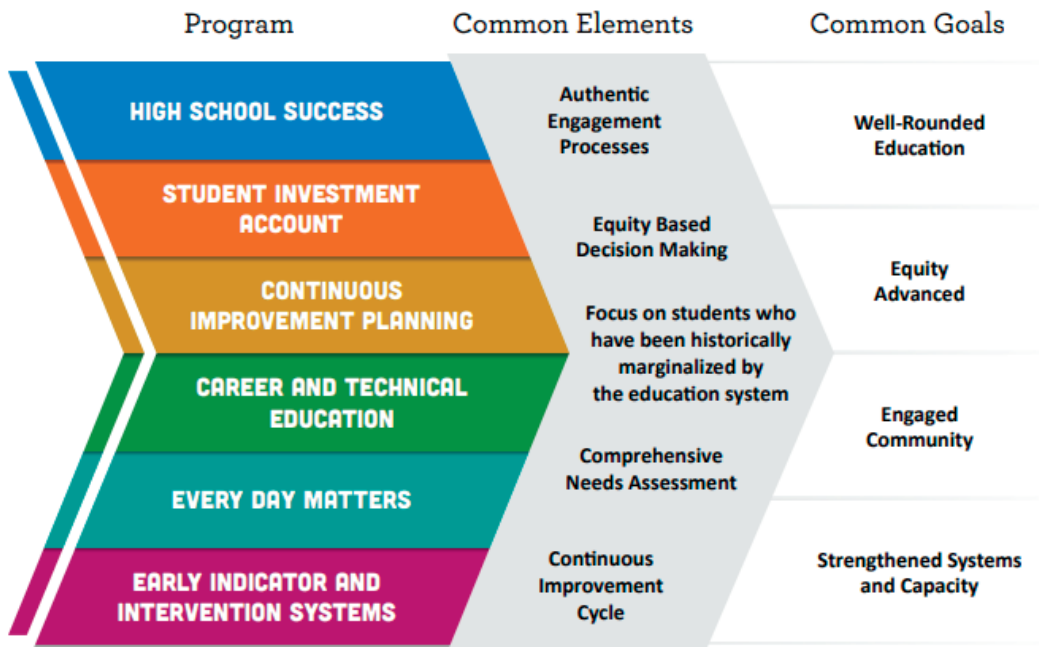 Program
Common Elements
Common Goals
HIGH SCHOOL SUCCESS
STUDENT INVESTMENT
ACCOUNT
CONTINUOUS
IMPROVEMENT PLANNING
CAREER AND TECHNICAL
EDUCATION
EVERY DAY MATTERS
EARLY INDICATOR AND
INTERVENTION SYSTEMS
Authentic
Engagement
Processes
Equity Based
Decision Making
Focus on students who
have been historically
marginalized by
the education system
Comprehensive
Needs Assessment
Continuous
Improvement
Cycle
Well-Rounded
Education
Equity
Advanced
Engaged
Community
Strengthened Systems
and Capacity